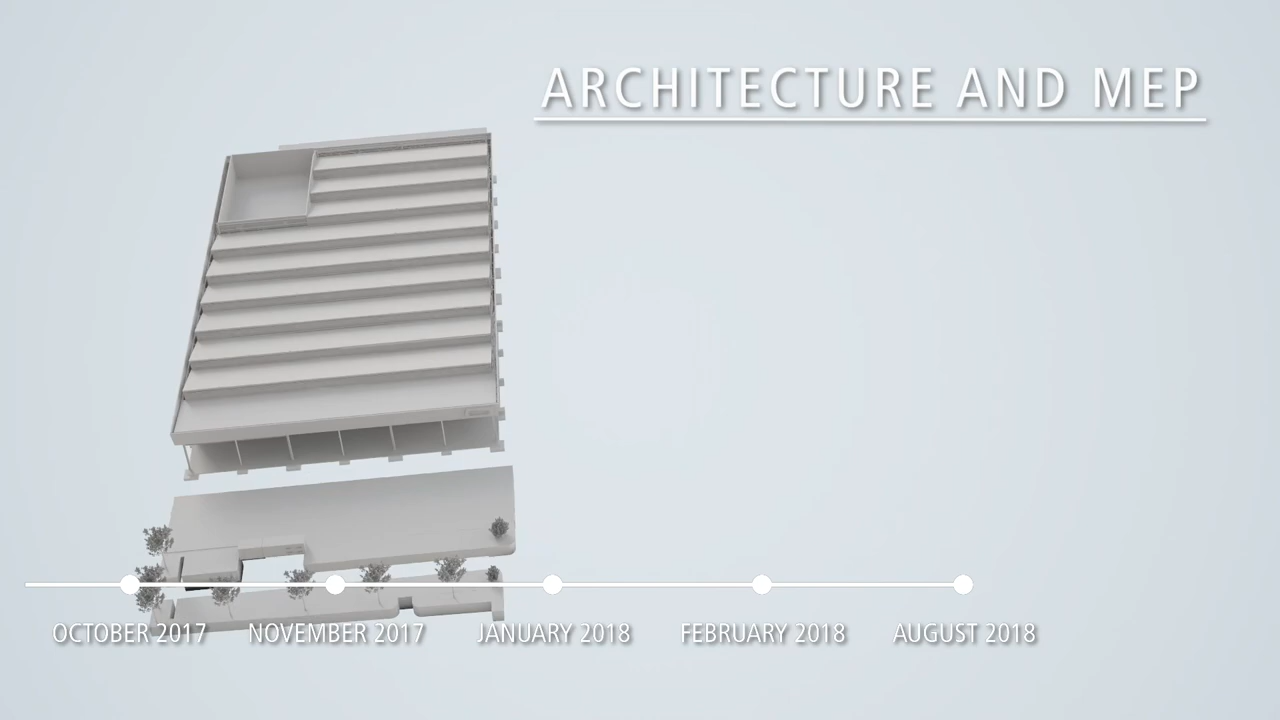 ARCHITECTURE AND MEP
OCTOBER 2017
NOVEMBER 2017
JANUARY 2018
FEBRUARY 2018
AUGUST 2018